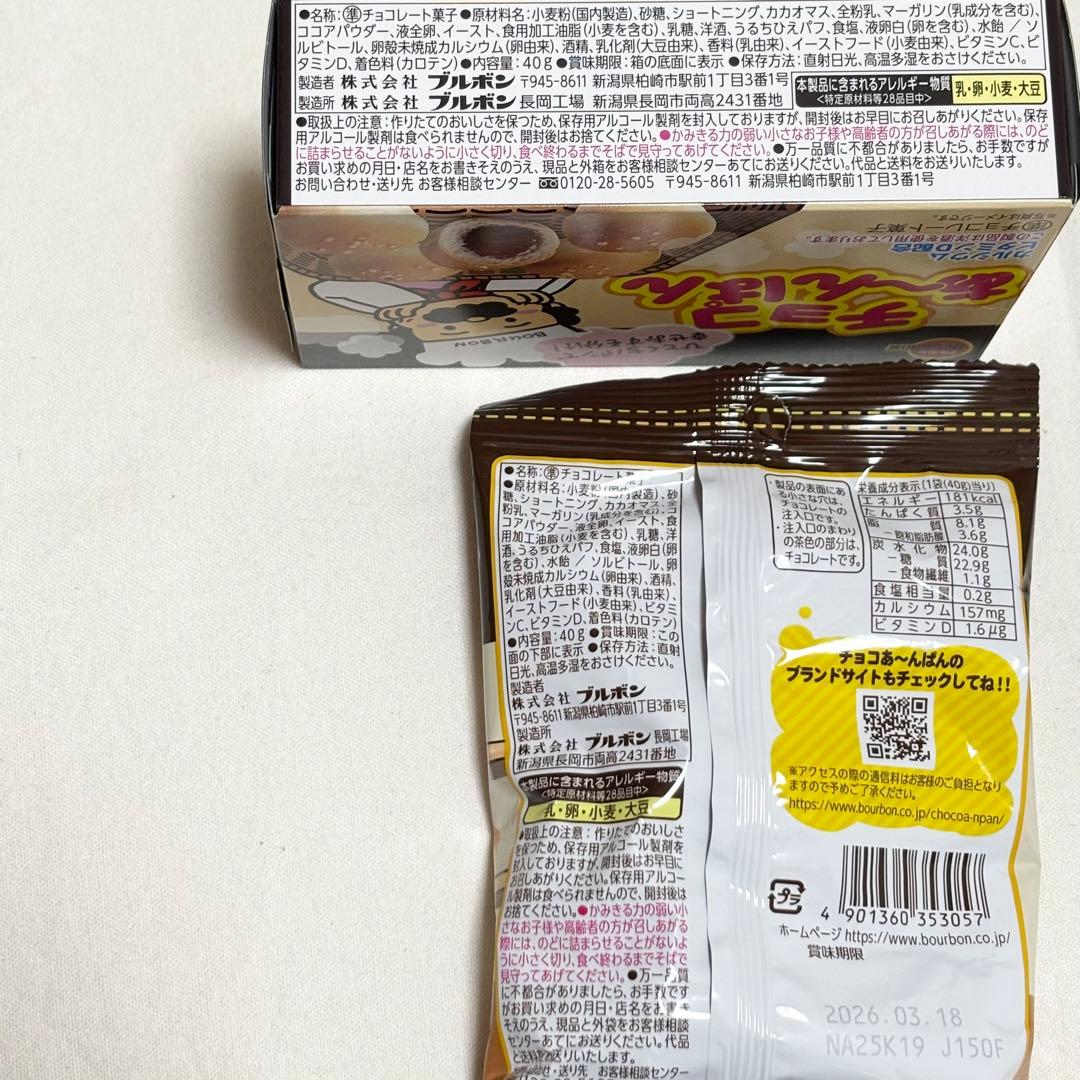 ●名称:㊜チョコレート菓子●原材料名:小麦粉(国内製造)、砂糖、ショートニング、カカオマス、全粉乳、マーガリン(乳成分を含む)、
ココアパウダー、液全卵、イースト、食用加工油脂(小麦を含む)、乳糖、洋酒、うるちひえパフ、食塩、液卵白(卵を含む)、水飴 / ソ
ルビトール、卵殻未焼成カルシウム(卵由来)、酒精、乳化剤(大豆由来)、香料(乳由来)、イーストフード(小麦由来)、ビタミンC、ビ
タミンD、着色料(カロテン) ●内容量:40g ●賞味期限:箱の底面に表示 ●保存方法:直射日光、高温多湿をおさけください。
製造者 株式会社 ブルボン 〒945-8611 新潟県柏崎市駅前1丁目3番1号
製造所 株式会社 ブルボン 長岡工場 新潟県長岡市両高2431番地
本製品に含まれるアレルギー物質
<特定原材料等28品目中>
乳・卵・小麦・大豆
●取扱上の注意:作りたてのおいしさを保つため、保存用アルコール製剤を封入しておりますが、開封後はお早目にお召しあがりください。保存
用アルコール製剤は食べられませんので、開封後はお捨てください。●かみきる力の弱い小さなお子様や高齢者の方が召しあがる際には、のど
に詰まらせることがないように小さく切り、食べ終わるまでそばで見守ってあげてください。●万一品質に不都合がありましたら、お手数ですが
お買い求めの月日・店名をお書きそえのうえ、現品と外箱をお客様相談センターあてにお送りください。代品と送料をお送りいたします。
お問い合わせ・送り先 お客様相談センター 0120-28-5605 〒945-8611 新潟県柏崎市駅前1丁目3番1号
ひとくちパンで
幸せおすそ分け!
BOURBON
チョコ
あ〜んぱん
カルシウム
ビタミンD配合
この製品は洋酒を使用しております。
準チョコレート菓子
※写真はイメージです。
●名称:準チョコレート
●原材料名:小麦粉(国内製造)、砂
糖、ショートニング、カカオマス、全
粉乳、マーガリン(乳成分を含む)、コ
コアパウダー、液全卵、イースト、食
用加工油脂(小麦を含む)、乳糖、洋
酒、うるちひえパフ、食塩、液卵白(卵
を含む)、水飴 / ソルビトール、卵
殻未焼成カルシウム(卵由来)、酒精、
乳化剤(大豆由来)、香料(乳由来)、
イーストフード(小麦由来)、ビタミ
ンC、ビタミンD、着色料(カロテン)
●内容量:40g ●賞味期限:この
面の下部に表示 ●保存方法:直射
日光、高温多湿をおさけください。
製造者
株式会社 ブルボン
〒945-8611 新潟県柏崎市駅前1丁目3番1号
製造所
株式会社 ブルボン 長岡工場
新潟県長岡市両高2431番地
本製品に含まれるアレルギー物質
<特定原材料等28品目中>
乳・卵・小麦・大豆
●取扱上の注意:作りたてのおいしさ
を保つため、保存用アルコール製剤を
封入しておりますが、開封後はお早目に
お召しあがりください。保存用アルコー
ル製剤は食べられませんので、開封後は
お捨てください。●かみきる力の弱い小
さなお子様や高齢者の方が召しあがる
際には、のどに詰まらせることがないよ
うに小さく切り、食べ終わるまでそばで
見守ってあげてください。●万一品質
に不都合がありましたら、お手数です
がお買い求めの月日・店名をお書き
そえのうえ、現品と外袋をお客様相談
センターあてにお送りください。代品
と送料をお送りいたします。
い合わせ・送り先 お客様相談センター
・製品の表面にあ
る小さな穴は、
チョコレートの
注入口です。
・注入口のまわり
の茶色の部分は、
チョコレートです。
栄養成分表示(1袋(40g)当り)
エネルギー 181kcal
たんぱく質 3.5g
脂質 8.1g
-飽和脂肪酸 3.6g
炭水化物 24.0g
-糖質 22.9g
-食物繊維 1.1g
食塩相当量 0.2g
カルシウム 157mg
ビタミンD 1.6μg
チョコあ〜んぱんの
ブランドサイトもチェックしてね!!
※アクセスの際の通信料はお客様のご負担となり
ますので予めご了承ください。
https://www.bourbon.co.jp/chocoa-npan/
プラ
4 901360 353057
ホームページ https://www.bourbon.co.jp/
賞味期限
2026.03.18
NA25K19 J150F